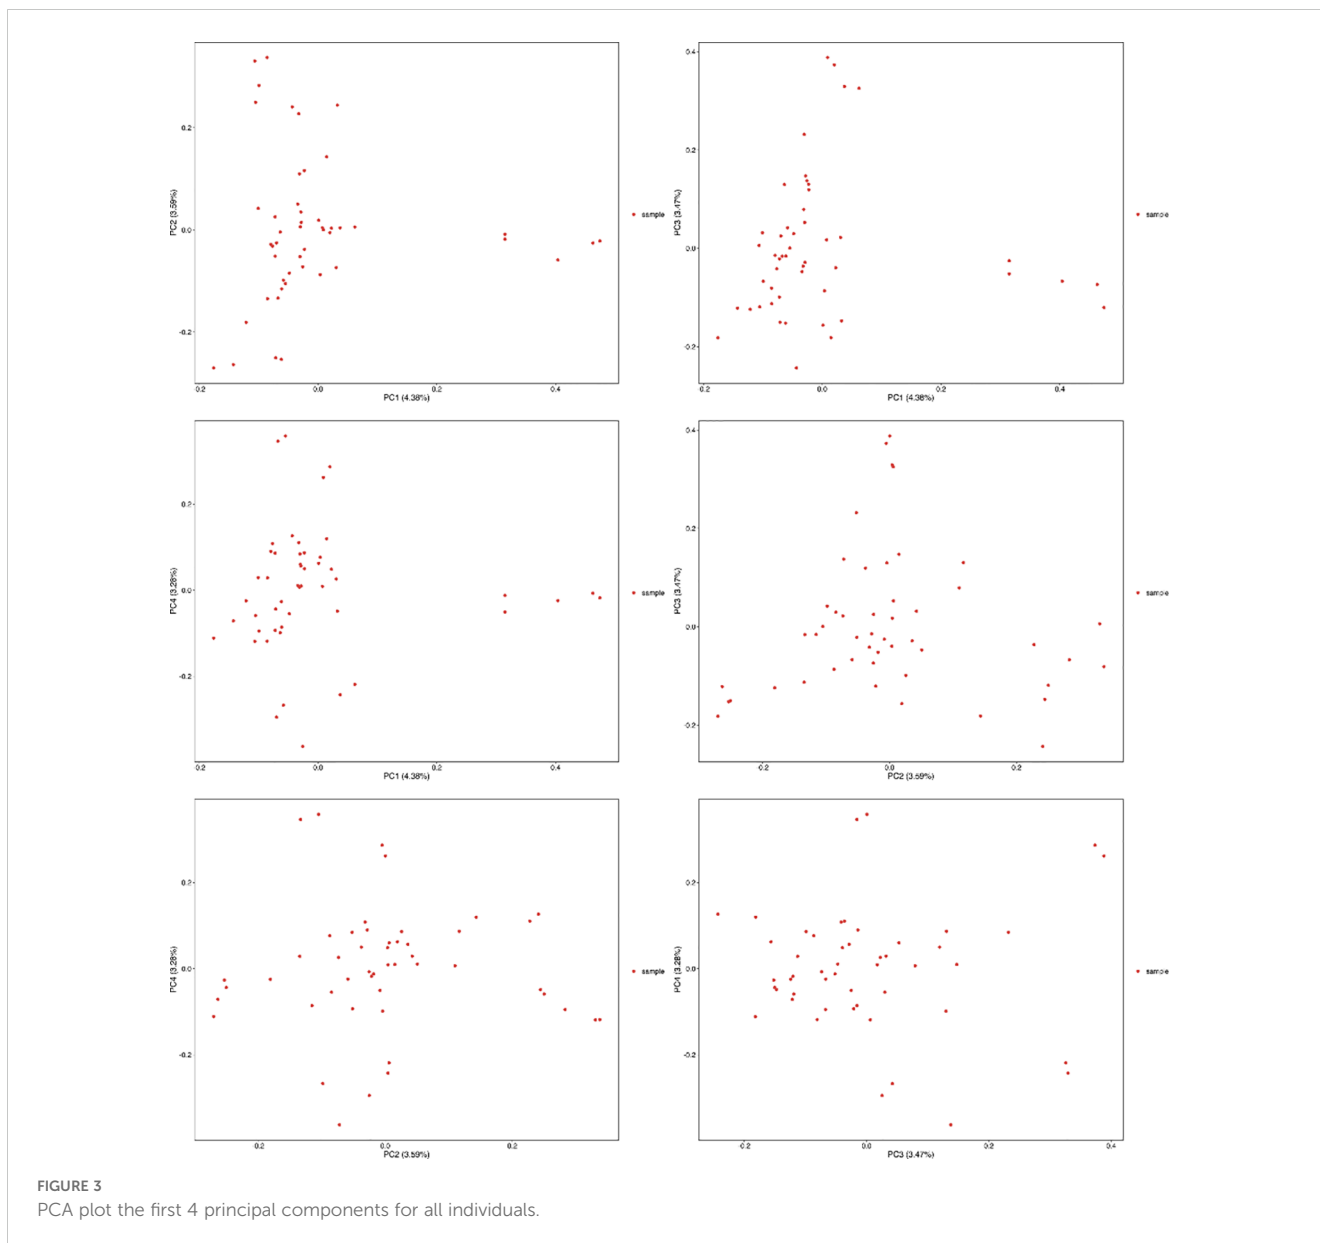 0.2
0.0
-0.2
PC2 (3.59%)
0.2
0.0
0.2
0.4
PC1 (4.38%)
sample
0.4
0.2
0.0
-0.2
PC3 (3.47%)
0.2
0.0
0.2
0.4
PC1 (4.38%)
sample
0.2
0.0
-0.2
PC4 (3.28%)
0.2
0.0
0.2
0.4
PC1 (4.38%)
sample
0.4
0.2
0.0
-0.2
PC3 (3.47%)
-0.2
0.0
0.2
PC2 (3.59%)
sample
0.2
0.0
-0.2
PC4 (3.28%)
0.2
0.0
0.2
PC2 (3.59%)
sample
0.2
0.0
-0.2
PC4 (3.28%)
-0.2
0.0
0.2
0.4
PC3 (3.47%)
sample
FIGURE 3
PCA plot the first 4 principal components for all individuals.